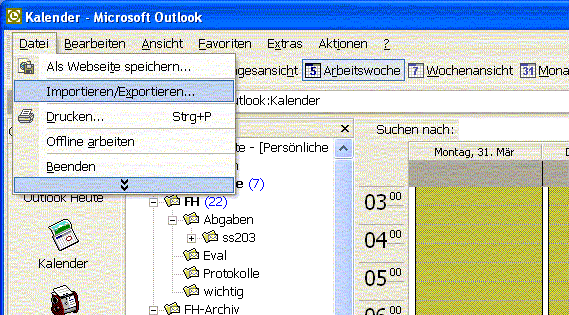 Kalender - Microsoft Outlook
Datei Bearbeiten Ansicht Favoriten Extras Aktionen ?
Als Webseite speichern...
gesansicht 5 Arbeitswoche 7 Wochenansicht 31 Mona
Importieren/Exportieren...
utlook:Kalender
Drucken... Strg+P
Suchen nach:
Offline arbeiten
te - [Persönliche
Montag, 31. Mär
Beenden
e (7)
Outlook Heute
FH (22)
03 00
Abgaben
ss203
04 00
Eval
Kalender
Protokolle
05 00
wichtig
FH-Archiv
06 00